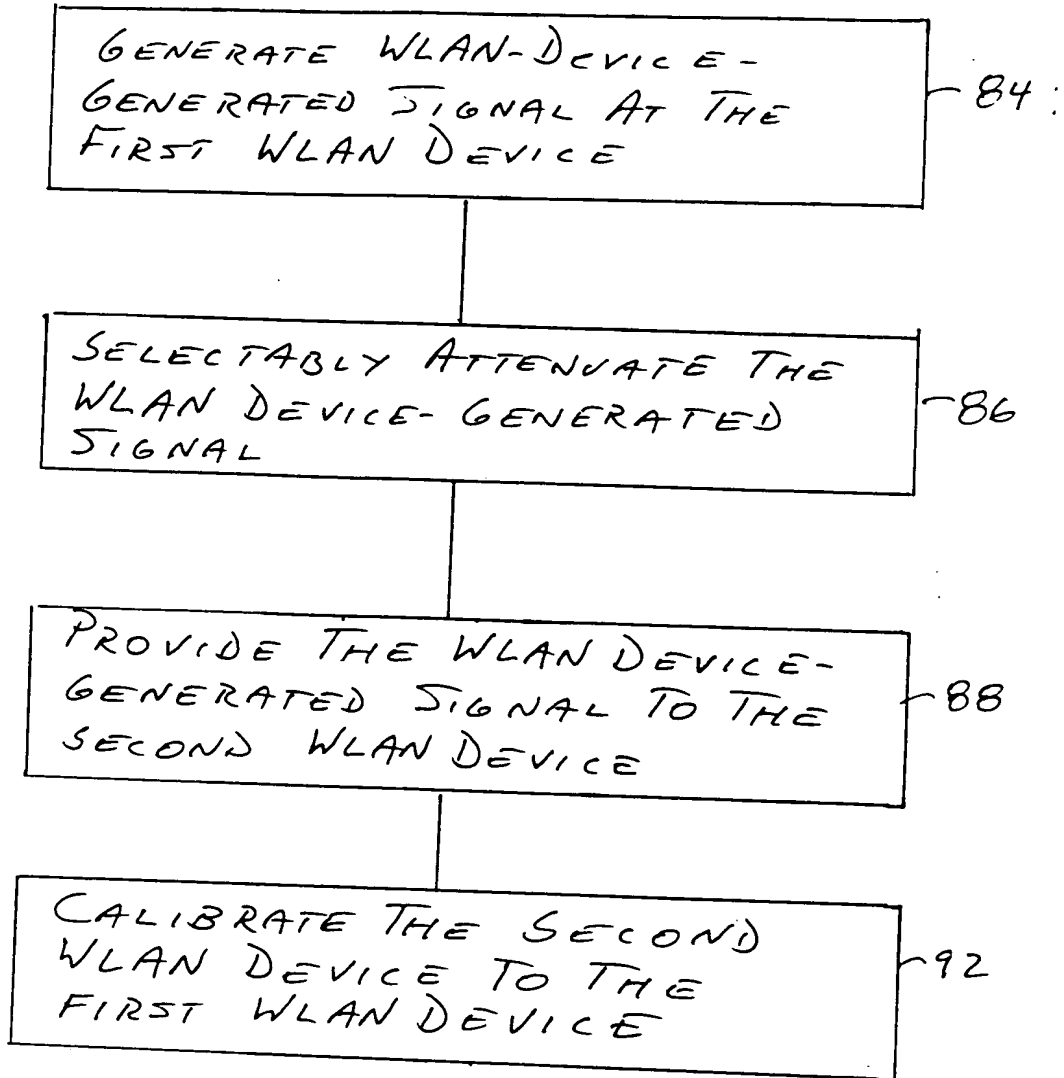 GENERATE WLAN-DEVICE-
GENERATED SIGNAL AT THE
FIRST WLAN DEVICE
84
SELECTABLY ATTENUATE THE
WLAN DEVICE-GENERATED
SIGNAL
86
PROVIDE THE WLAN DEVICE-
GENERATED SIGNAL TO THE
SECOND WLAN DEVICE
88
CALIBRATE THE SECOND
WLAN DEVICE TO THE
FIRST WLAN DEVICE
92